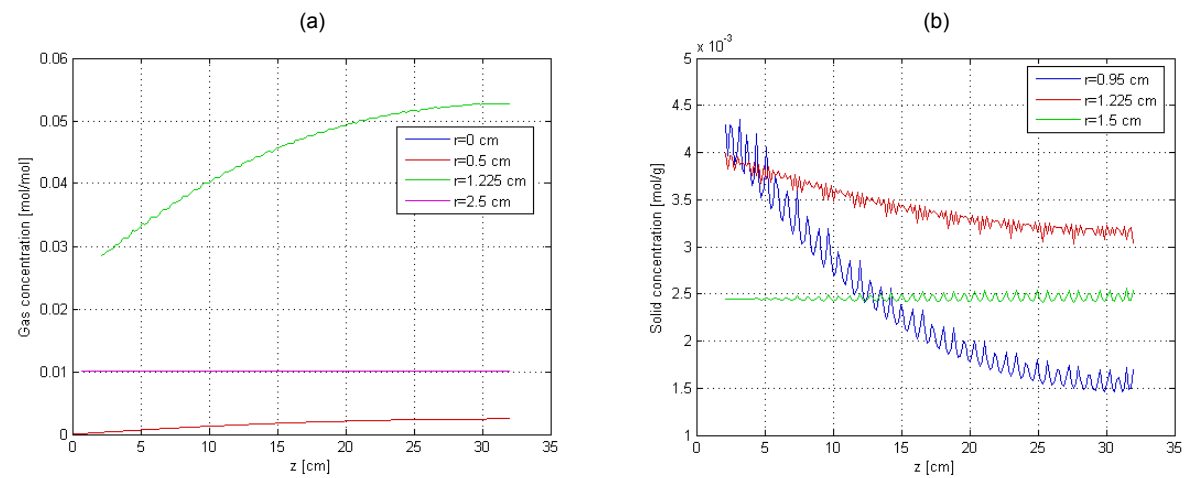 (a)
Gas concentration [mol/mol]
0.06
0.05
0.04
0.03
0.02
0.01
0
0 5 10 15 20 25 30 35
z [cm]
r=0 cm
r=0.5 cm
r=1.225 cm
r=2.5 cm
(b)
x 10⁻³
Solid concentration [mol/g]
5
4.5
4
3.5
3
2.5
2
1.5
1
0 5 10 15 20 25 30 35
z [cm]
r=0.95 cm
r=1.225 cm
r=1.5 cm